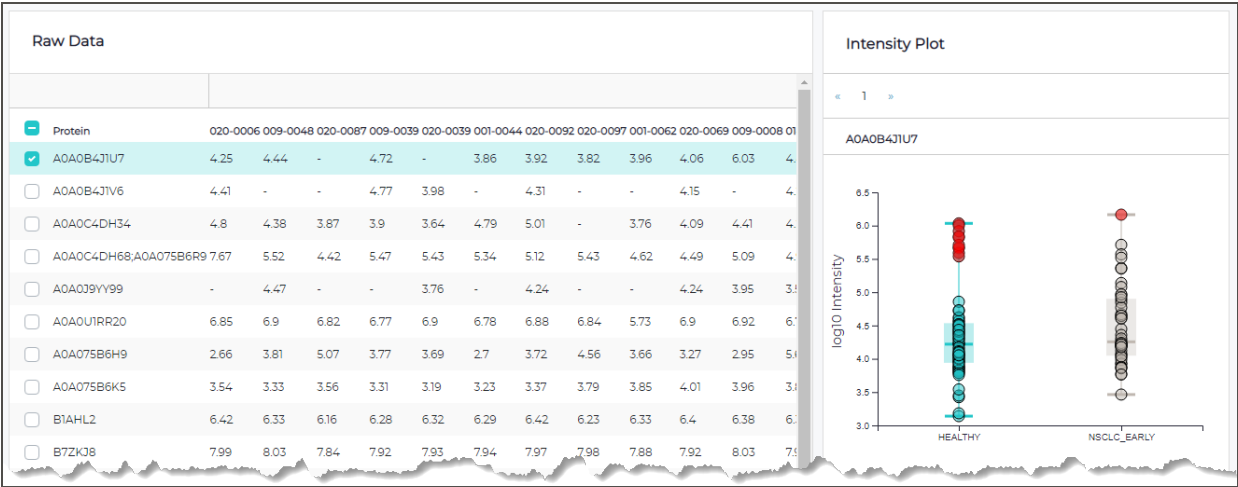 Raw Data
Protein 020-0006 009-0048 020-0087 009-0039 020-0039 001-0044 020-0092 020-0097 001-0062 020-0069 009-0008 01
A0A0B4J1U7 4.25 4.44 - 4.72 - 3.86 3.92 3.82 3.96 4.06 6.03 4.
A0A0B4J1V6 4.41 - - 4.77 3.98 - 4.31 - - 4.15 - 4.
A0A0C4DH34 4.8 4.38 3.87 3.9 3.64 4.79 5.01 - 3.76 4.09 4.41 4.
A0A0C4DH68;A0A075B6R9 7.67 5.52 4.42 5.47 5.43 5.34 5.12 5.43 4.62 4.49 5.09 4.
A0A0J9YY99 - 4.47 - - 3.76 - 4.24 - - 4.24 3.95
A0A0U1RR20 6.85 6.9 6.82 6.77 6.9 6.78 6.88 6.84 5.73 6.9 6.92
A0A075B6H9 2.66 3.81 5.07 3.77 3.69 2.7 3.72 4.56 3.66 3.27 2.95
A0A075B6K5 3.54 3.33 3.56 3.31 3.19 3.23 3.37 3.79 3.85 4.01 3.96
B1AHL2 6.42 6.33 6.16 6.28 6.32 6.29 6.42 6.23 6.33 6.4 6.38
B7ZKJ8 7.99 8.03 7.84 7.92 7.93 7.94 7.97 7.98 7.88 7.92 8.03
Intensity Plot
« 1 »
A0A0B4J1U7
log10 Intensity
6.5
6.0
5.5
5.0
4.5
4.0
3.5
3.0
HEALTHY NSCLC_EARLY